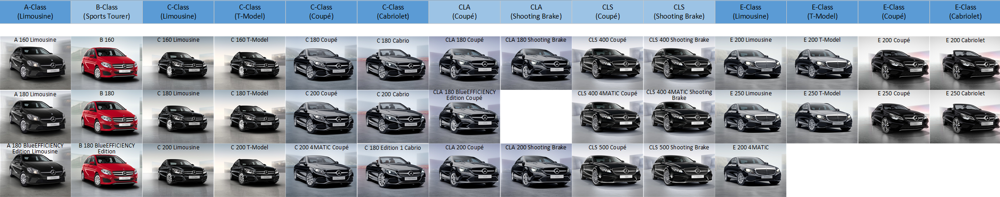 A-Class
(Limousine)
B-Class
(Sports Tourer)
C-Class
(Limousine)
C-Class
(T-Model)
C-Class
(Coupé)
C-Class
(Cabriolet)
CLA
(Coupé)
CLA
(Shooting Brake)
CLS
(Coupé)
CLS
(Shooting Brake)
E-Class
(Limousine)
E-Class
(T-Model)
E-Class
(Coupé)
E-Class
(Cabriolet)
A 160 Limousine
B 160
C 160 Limousine
C 160 T-Model
C 180 Coupé
C 180 Cabrio
CLA 180 Coupé
CLA 180 Shooting Brake
CLS 400 Coupé
CLS 400 Shooting Brake
E 200 Limousine
E 200 T-Model
E 200 Coupé
E 200 Cabriolet
A 180 Limousine
B 180
C 180 Limousine
C 180 T-Model
C 200 Coupé
C 200 Cabrio
CLA 180 BlueEFFICIENCY
Edition Coupé
CLS 400 4MATIC Coupé
CLS 400 4MATIC Shooting
Brake
E 250 Limousine
E 250 T-Model
E 250 Coupé
E 250 Cabriolet
A 180 BlueEFFICIENCY
Edition Limousine
B 180 BlueEFFICIENCY
Edition
C 200 Limousine
C 200 T-Model
C 200 4MATIC Coupé
C 180 Edition 1 Cabrio
CLA 200 Coupé
CLA 200 Shooting Brake
CLS 500 Coupé
CLS 500 Shooting Brake
E 200 4MATIC